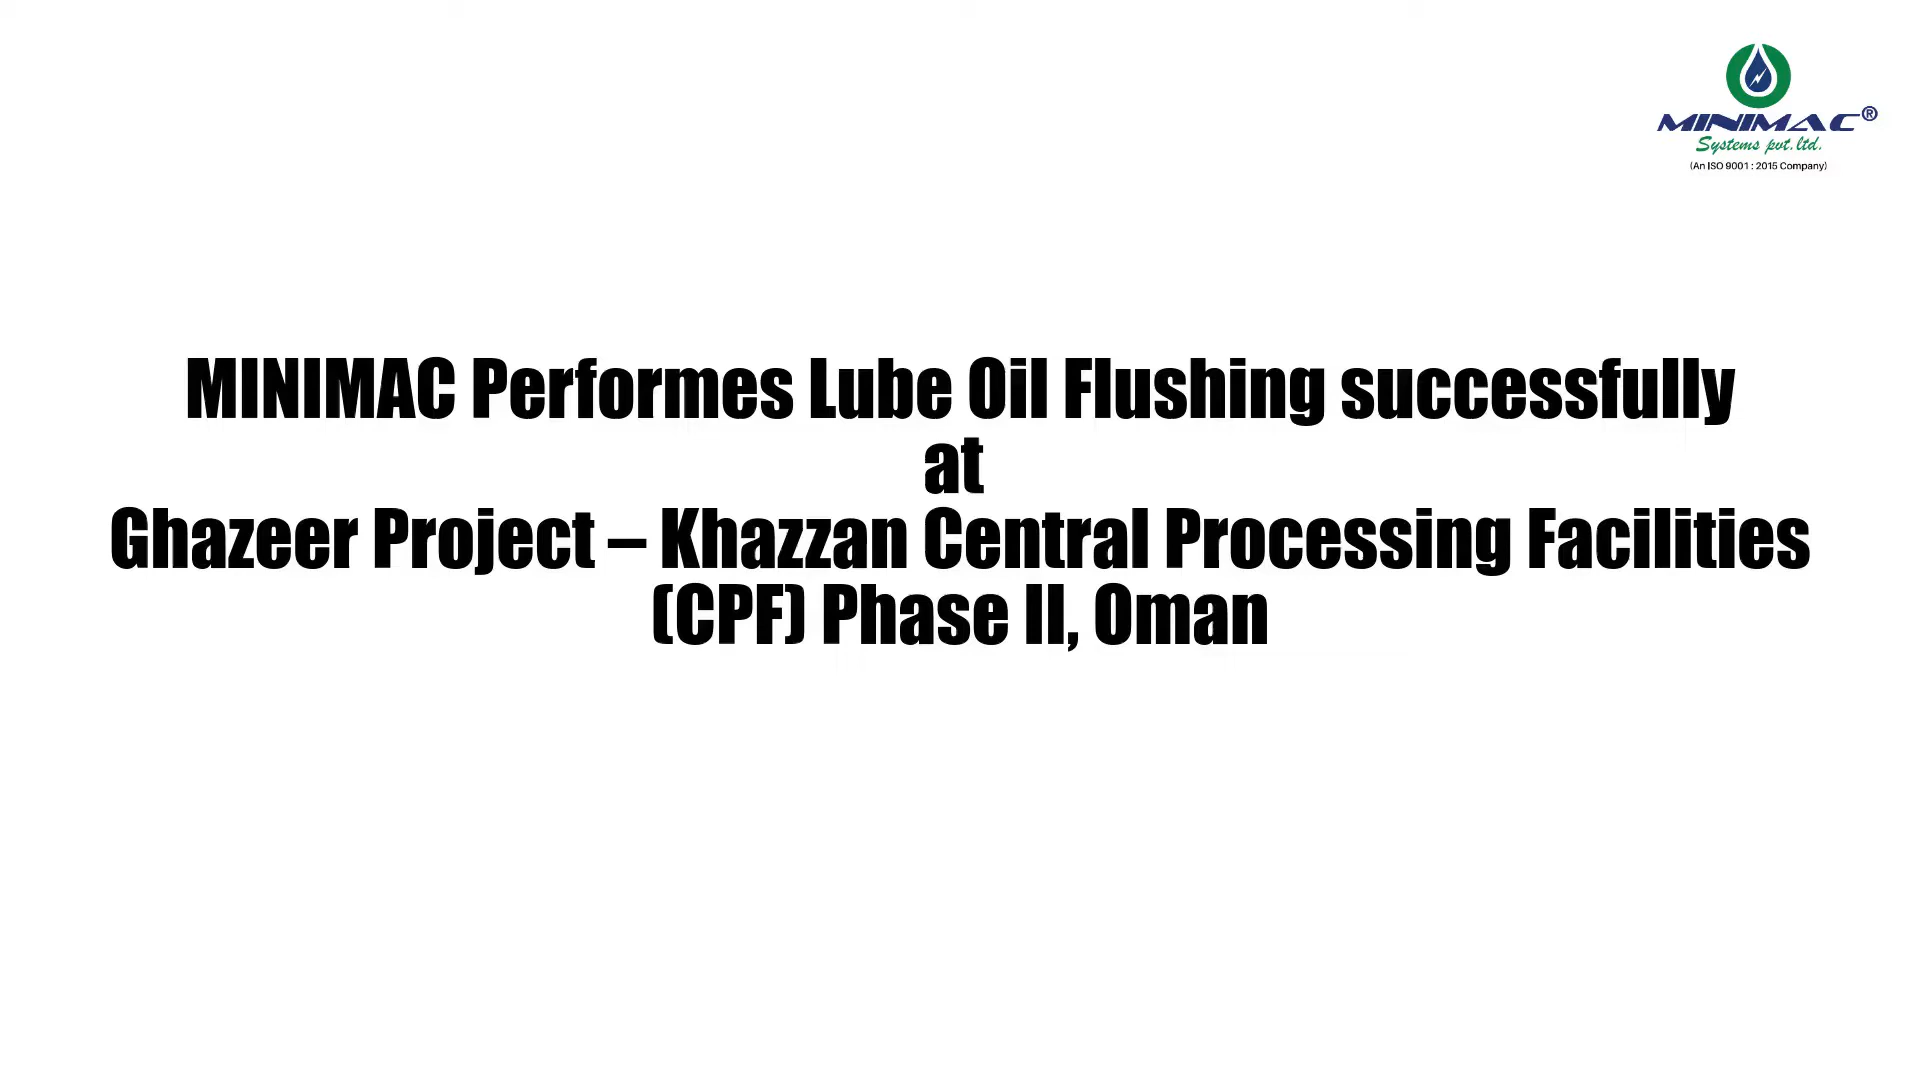 MINIMAC®
Systems pvt.ltd.
(An ISO 9001 : 2015 Company)
MINIMAC Performes Lube Oil Flushing successfully
at
Ghazeer Project – Khazzan Central Processing Facilities
(CPF) Phase II, Oman